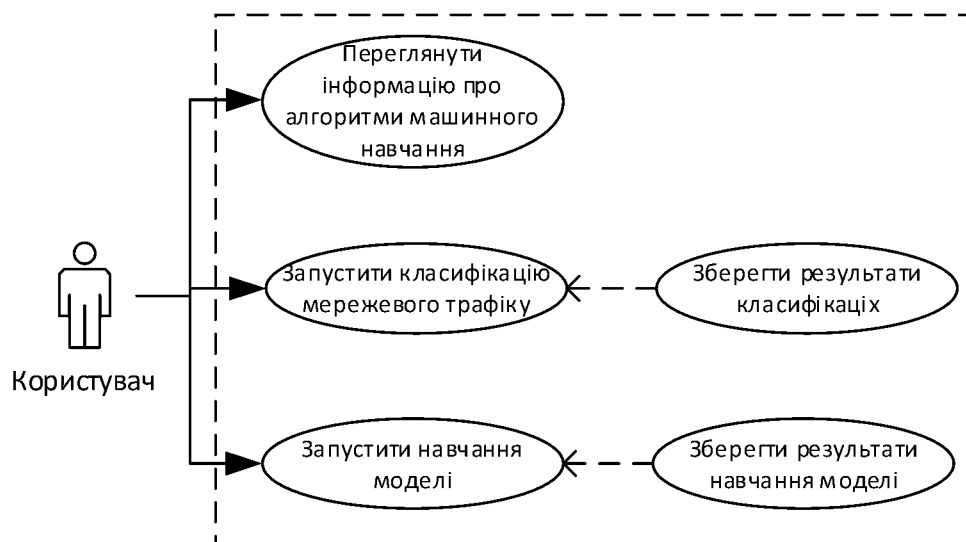 Переглянути
інформацію про
алгоритми машинного
навчання
Запустити класифікацію
мережевого трафіку
Зберегти результати
класифікаціх
Користувач
Запустити навчання
моделі
Зберегти результати
навчання моделі